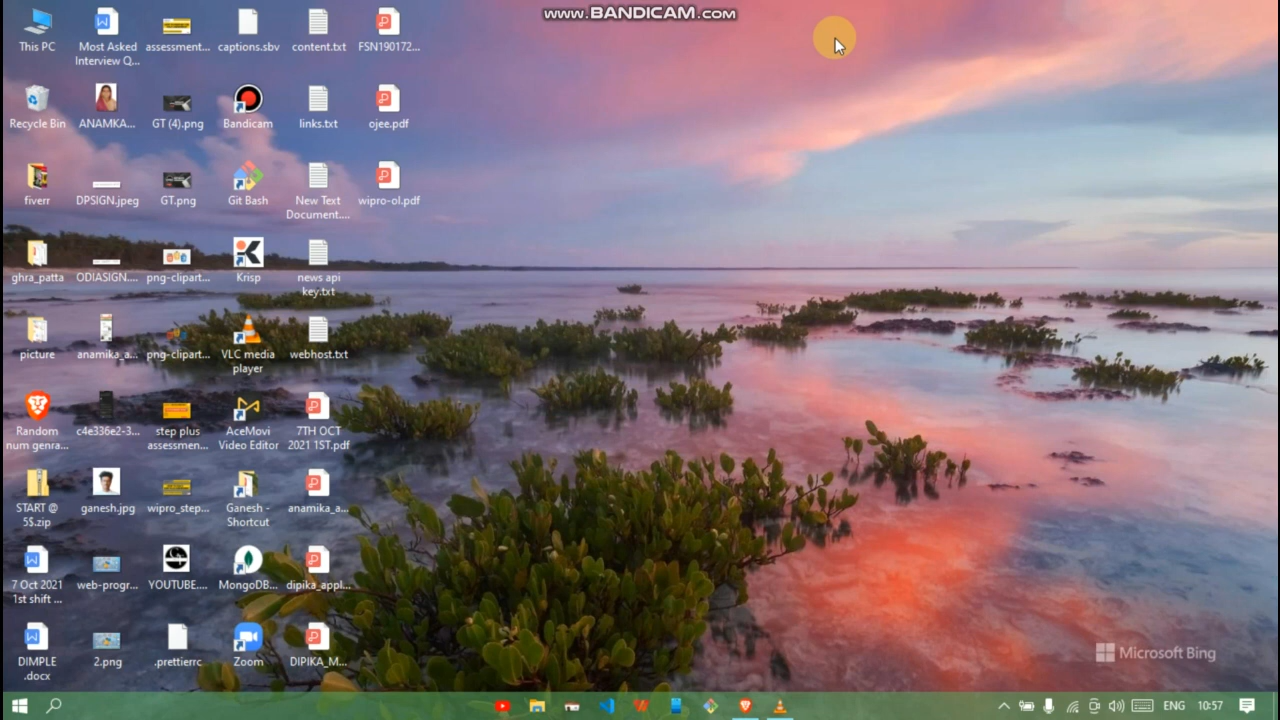 www.BANDICAM.com
This PC
Most Asked
Interview Q...
assessment...
captions.sbv
content.txt
FSN190172...
Recycle Bin
ANAMKA...
GT (4).png
Bandicam
links.txt
ojee.pdf
fiverr
DPSIGN.jpeg
GT.png
Git Bash
New Text
Document....
wipro-ol.pdf
ghra_patta
ODIASIGN....
png-clipart...
Krisp
news api
key.txt
picture
anamika_a...
png-clipart...
VLC media
player
webhost.txt
Random
num genra...
c4e336e2-3...
step plus
assessmen...
AceMovi
Video Editor
7TH OCT
2021 1ST.pdf
START @
5$.zip
ganesh.jpg
wipro_step...
Ganesh -
Shortcut
anamika_a...
7 Oct 2021
1st shift ...
web-progr...
YOUTUBE....
MongoDB...
dipika_appl...
DIMPLE
.docx
2.png
.prettierrc
Zoom
DIPIKA_M...
Microsoft Bing
ENG
10:57